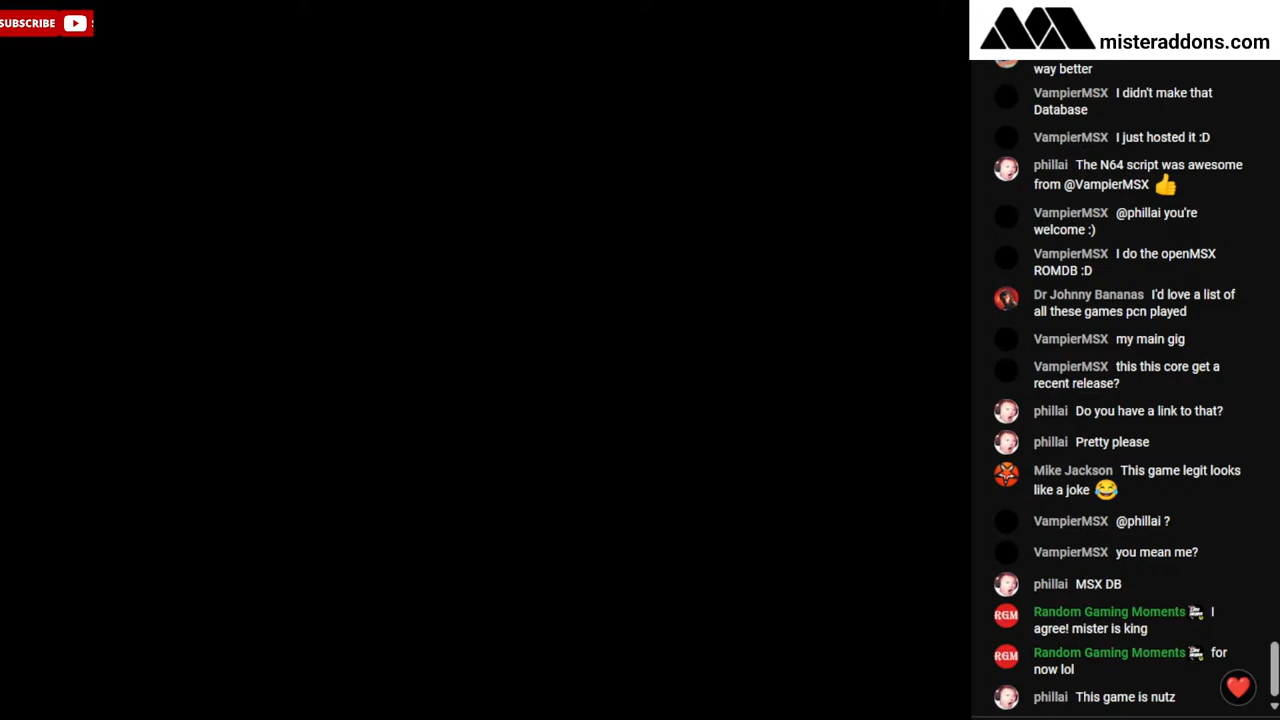 SUBSCRIBE
misteraddons.com
way better
VampierMSX I didn't make that
Database
VampierMSX I just hosted it :D
phillai The N64 script was awesome
from @VampierMSX
VampierMSX @phillai you're
welcome :)
VampierMSX I do the openMSX
ROMDB :D
Dr Johnny Bananas I'd love a list of
all these games pcn played
VampierMSX my main gig
VampierMSX this this core get a
recent release?
phillai Do you have a link to that?
phillai Pretty please
Mike Jackson This game legit looks
like a joke
VampierMSX @phillai ?
VampierMSX you mean me?
phillai MSX DB
RGM Random Gaming Moments I
agree! mister is king
RGM Random Gaming Moments for
now lol
phillai This game is nutz